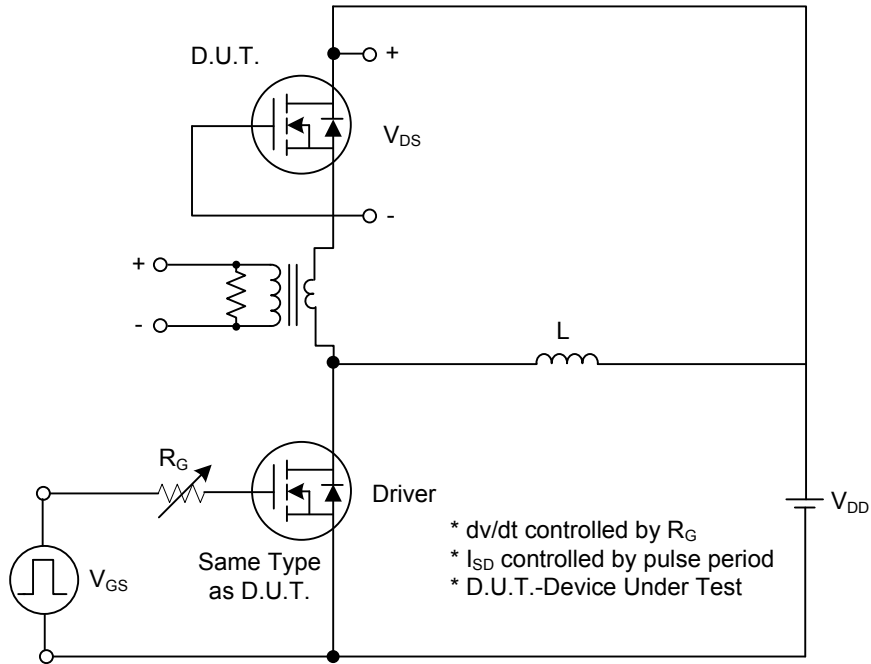 D.U.T.
+
V_DS
-
+
-
L
R_G
Driver
V_DD
Same Type
as D.U.T.
V_GS
* dv/dt controlled by R_G
* I_SD controlled by pulse period
* D.U.T.-Device Under Test